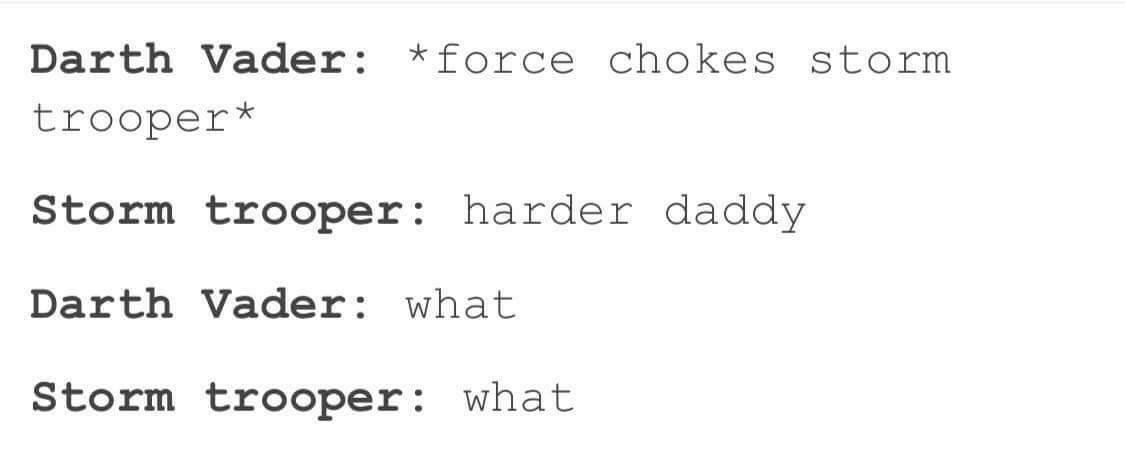 Darth Vader: *force chokes storm
trooper*
Storm trooper: harder daddy
Darth Vader: what
Storm trooper: what